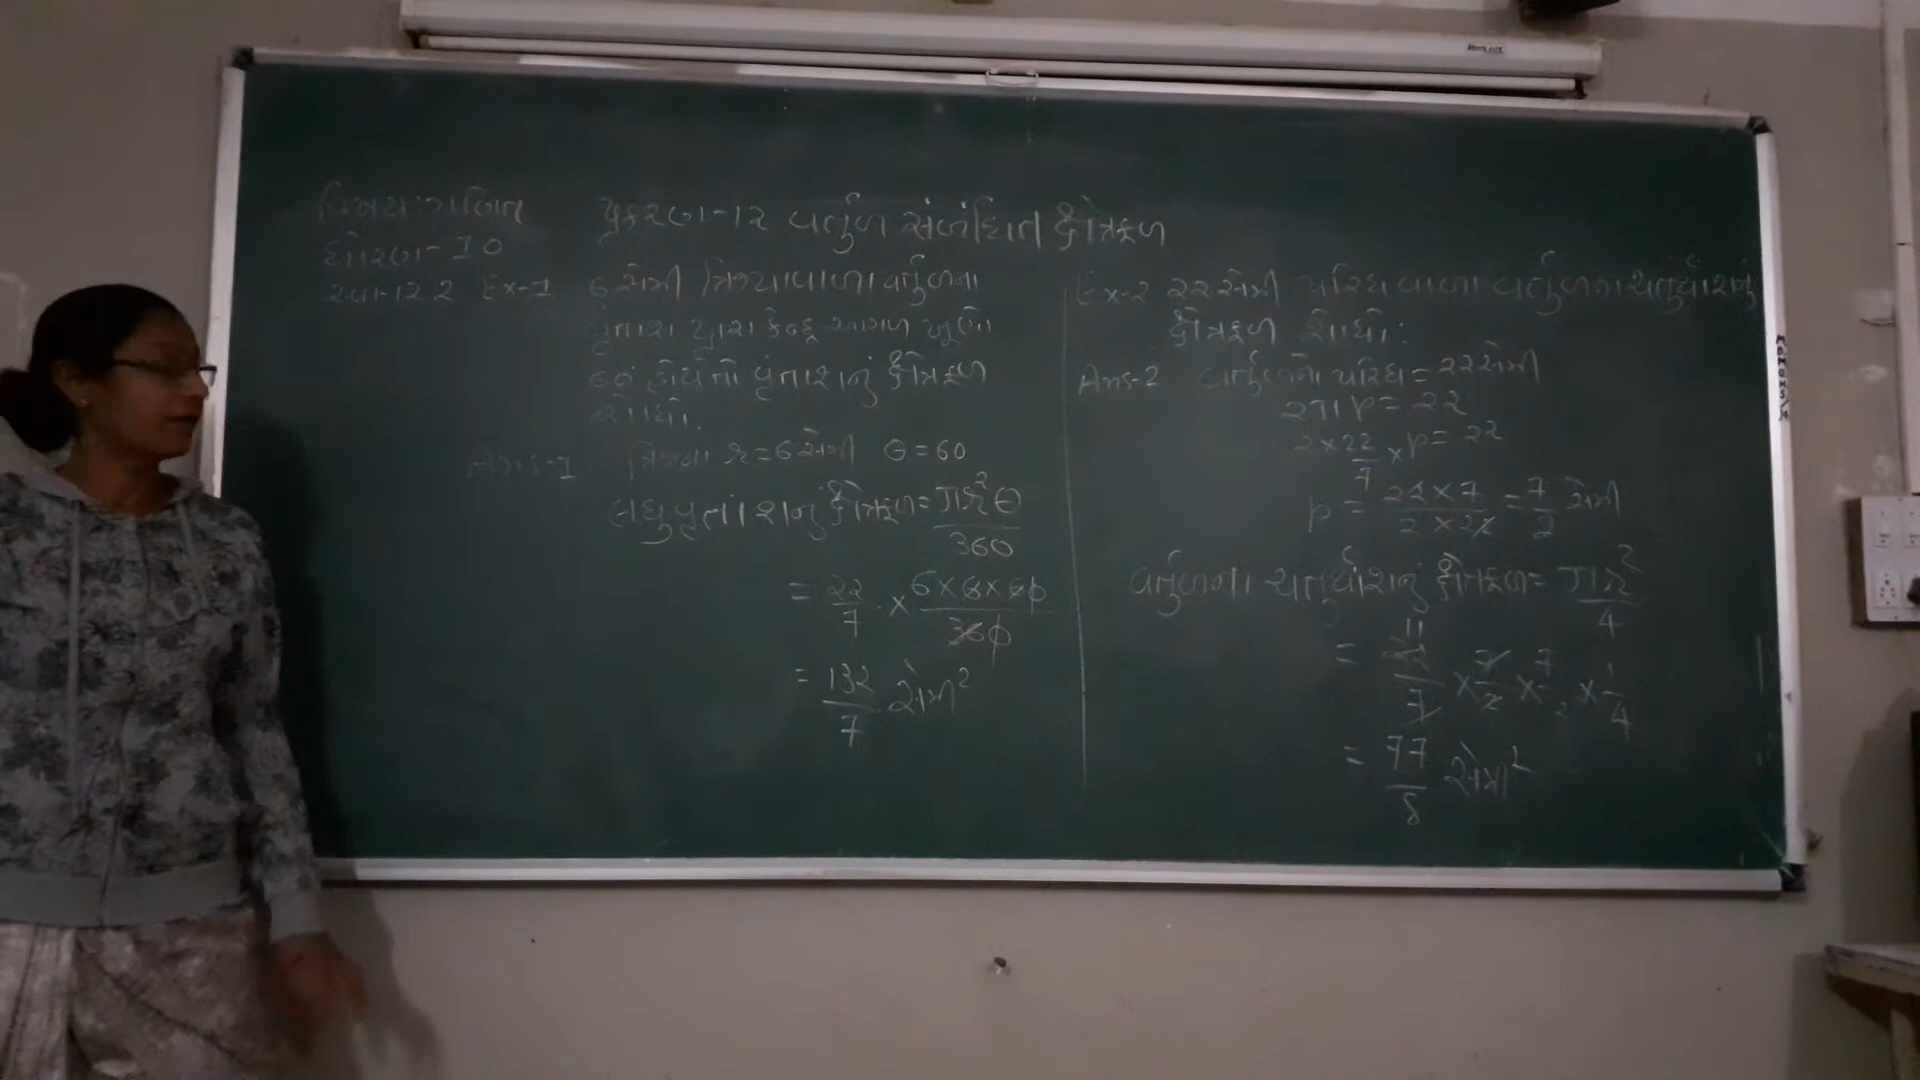 વિષય:ગણિત
ધોરણ-10
સ્વા-12.2
પ્રકરણ-12 વર્તુળ સંબંધિત ક્ષેત્રફળ
Ex-1 6 સેમી ત્રિજ્યાવાળા વર્તુળના
વૃતાંશ દ્વારા કેન્દ્ર આગળ ખૂણો
60નું હોય તો વૃતાંશનું ક્ષેત્રફળ
શોધો.
Ans-1 ત્રિજ્યા r=6 સેમી θ=60
લઘુવૃતાંશનું ક્ષેત્રફળ=πr²θ/360
= 22/7 × 6×6×60/360
= 132/7 સેમી²
Ex-2 22 સેમી પરિઘ વાળા વર્તુળના ચતુર્થાંશનું
ક્ષેત્રફળ શોધો:
Ans-2 વર્તુળનો પરિઘ = 22 સેમી
2πr = 22
2×22/7 ×r= 22
r = 22×7/2×22 = 7/2 સેમી
વર્તુળના ચતુર્થાંશનું ક્ષેત્રફળ= πr²/4
= 22/7 × 7/2 × 7/2 × 1/4
= 77/8 સેમી²